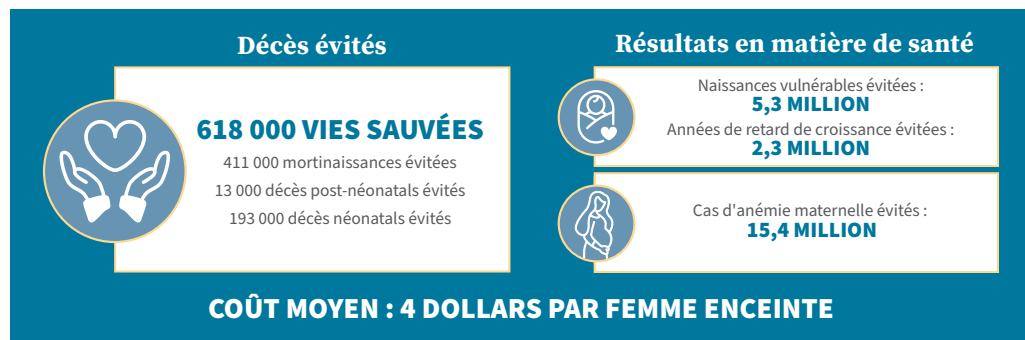 Décès évités
618 000 VIES SAUVÉES
411 000 mortinaissances évitées
13 000 décès post-néonatals évités
193 000 décès néonatals évités
Résultats en matière de santé
Naissances vulnérables évitées :
5,3 MILLION
Années de retard de croissance évitées :
2,3 MILLION
Cas d'anémie maternelle évités :
15,4 MILLION
COÛT MOYEN : 4 DOLLARS PAR FEMME ENCEINTE